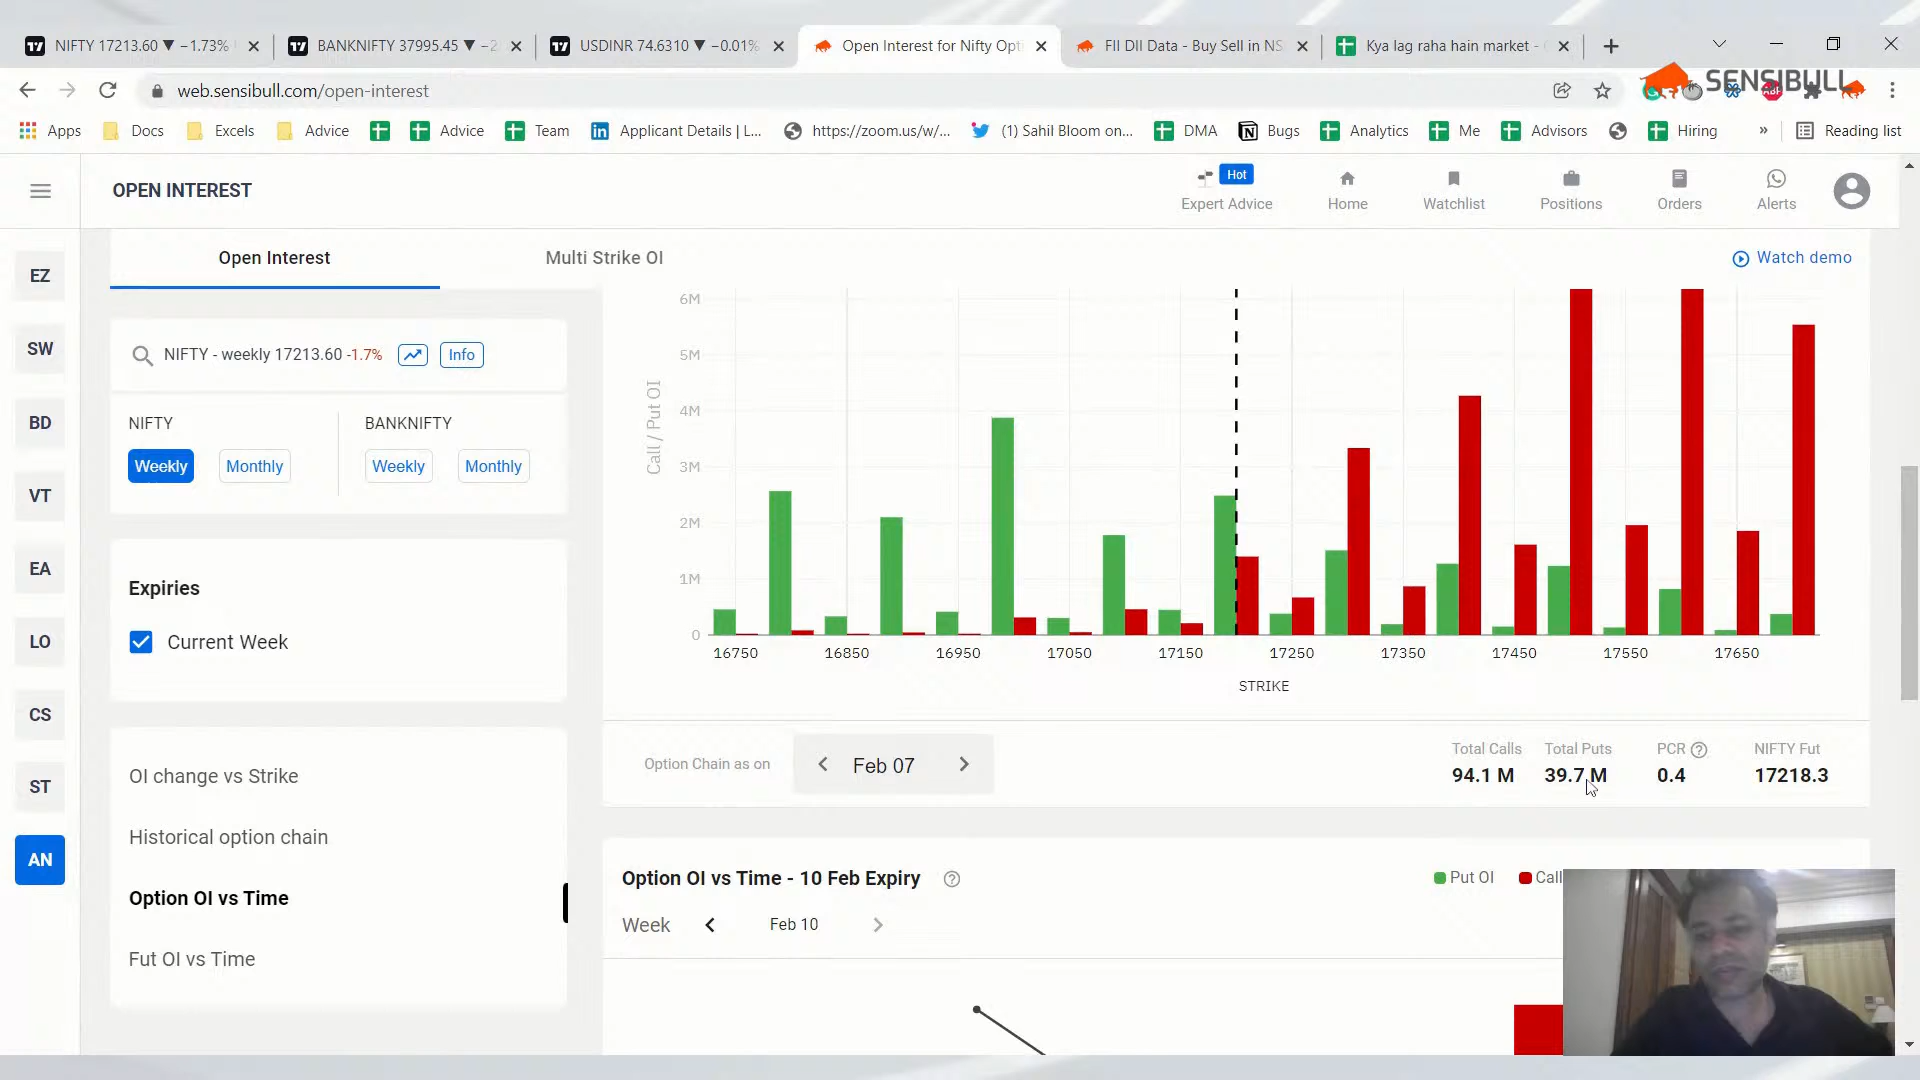 NIFTY 17213.60 ▼ −1.73%
BANKNIFTY 37995.45 ▼ −2
USDINR 74.6310 ▼ −0.01%
Open Interest for Nifty Opti
FII DII Data - Buy Sell in NS
Kya lag raha hain market -
web.sensibull.com/open-interest
SENSIBULL
Apps
Docs
Excels
Advice
Advice
Team
Applicant Details | L...
https://zoom.us/w/...
(1) Sahil Bloom on...
DMA
Bugs
Analytics
Me
Advisors
Hiring
»
Reading list
OPEN INTEREST
Hot
Expert Advice
Home
Watchlist
Positions
Orders
Alerts
EZ
SW
BD
VT
EA
LO
CS
ST
AN
Open Interest
Multi Strike OI
Watch demo
NIFTY - weekly 17213.60 -1.7%
Info
NIFTY
BANKNIFTY
Weekly
Monthly
Weekly
Monthly
Expiries
Current Week
OI change vs Strike
Historical option chain
Option OI vs Time
Fut OI vs Time
Call / Put OI
6M
5M
4M
3M
2M
1M
0
16750 16850 16950 17050 17150 17250 17350 17450 17550 17650
STRIKE
Option Chain as on
Feb 07
Total Calls
94.1 M
Total Puts
39.7 M
PCR
0.4
NIFTY Fut
17218.3
Option OI vs Time - 10 Feb Expiry
Put OI
Call
Week
Feb 10